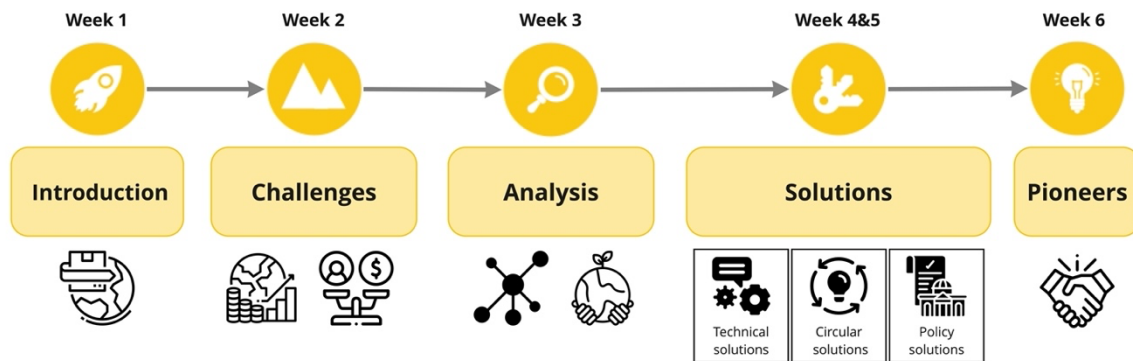 Week 1
Week 2
Week 3
Week 4&5
Week 6
Introduction
Challenges
Analysis
Solutions
Pioneers
Technical
solutions
Circular
solutions
Policy
solutions